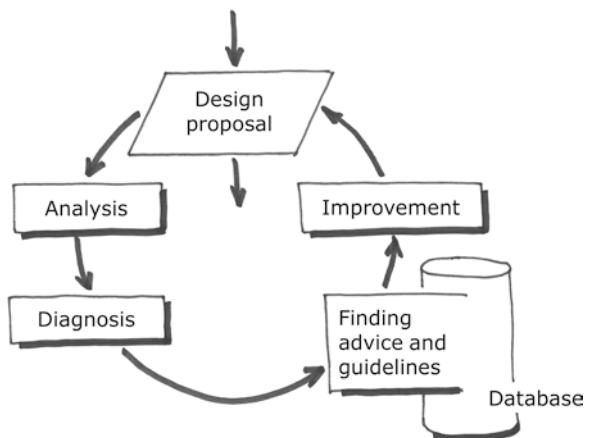 Design
proposal
Analysis
Improvement
Diagnosis
Finding
advice and
guidelines
Database